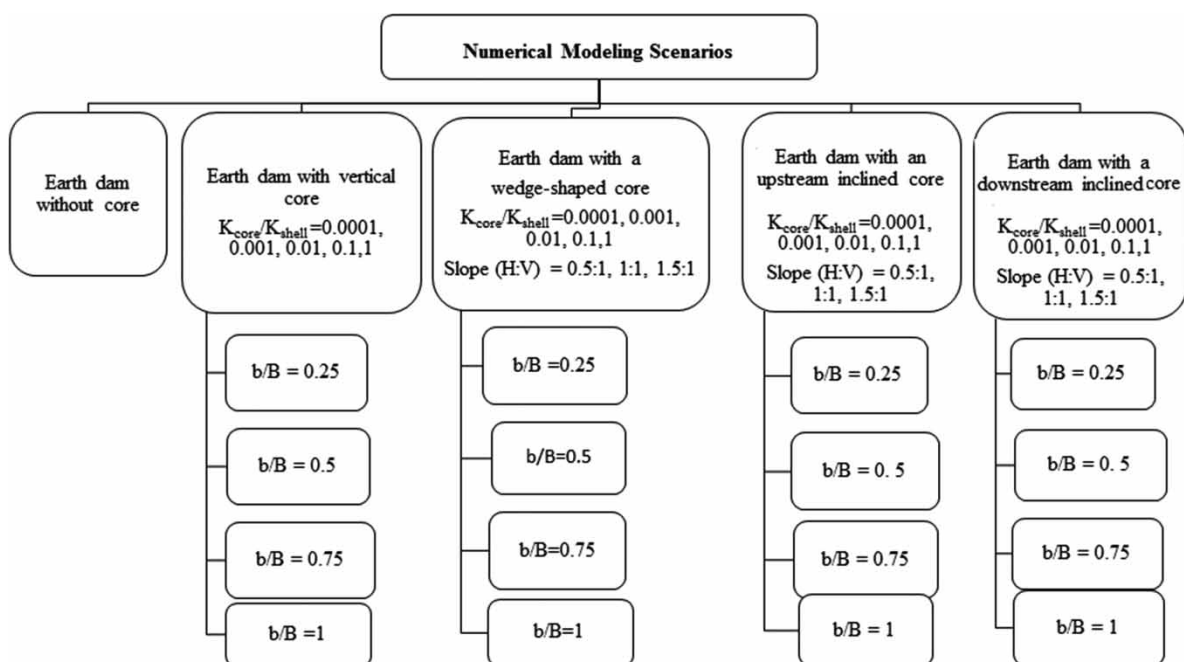 Numerical Modeling Scenarios
Earth dam
without core
Earth dam with vertical
core
Kcore/Kshell=0.0001,
0.001, 0.01, 0.1,1
b/B = 0.25
b/B = 0.5
b/B = 0.75
b/B =1
Earth dam with a
wedge-shaped core
Kcore/Kshell=0.0001, 0.001,
0.01, 0.1,1
Slope (H:V) = 0.5:1, 1:1, 1.5:1
b/B =0.25
b/B=0.5
b/B=0.75
b/B=1
Earth dam with an
upstream inclined core
Kcore/Kshell=0.0001,
0.001, 0.01, 0.1,1
Slope (H:V) = 0.5:1,
1:1, 1.5:1
b/B = 0.25
b/B = 0. 5
b/B = 0.75
b/B = 1
Earth dam with a
downstream inclined core
Kcore/Kshell=0.0001,
0.001, 0.01, 0.1,1
Slope (H:V) = 0.5:1,
1:1, 1.5:1
b/B = 0.25
b/B = 0. 5
b/B = 0.75
b/B = 1